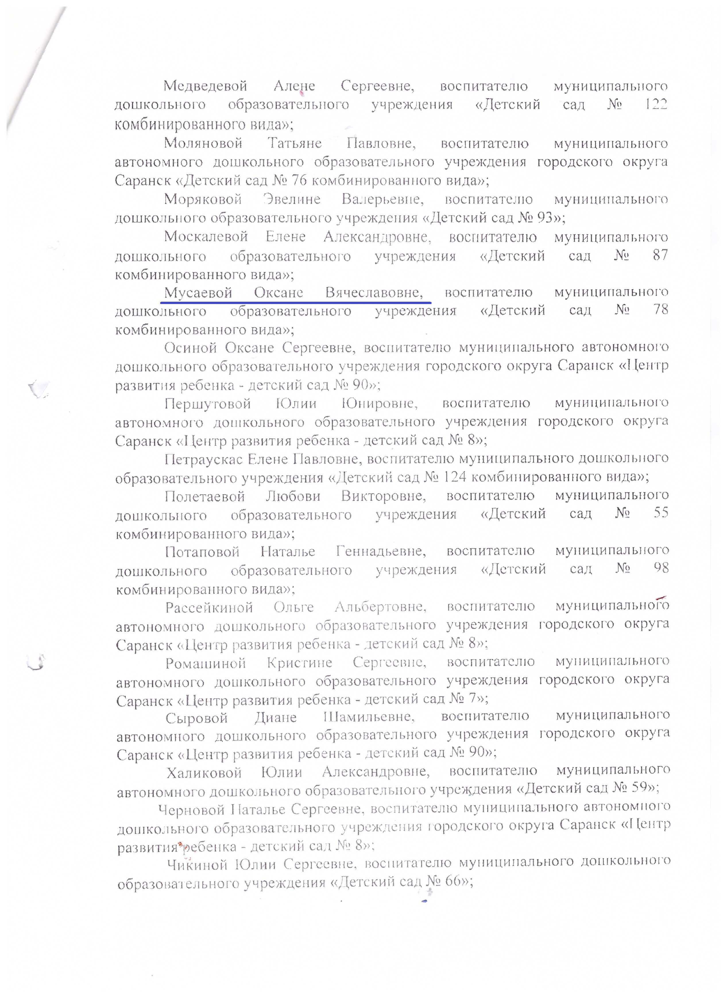 Медведевой Алене Сергеевне, воспитателю муниципального
дошкольного образовательного учреждения «Детский сад № 122
комбинированного вида»;
Моляновой Татьяне Павловне, воспитателю муниципального
автономного дошкольного образовательного учреждения городского округа
Саранск «Детский сад № 76 комбинированного вида»;
Моряковой Эвелине Валерьевне, воспитателю муниципального
дошкольного образовательного учреждения «Детский сад № 93»;
Москалевой Елене Александровне, воспитателю муниципального
дошкольного образовательного учреждения «Детский сад № 87
комбинированного вида»;
Мусаевой Оксане Вячеславовне, воспитателю муниципального
дошкольного образовательного учреждения «Детский сад № 78
комбинированного вида»;
Осиной Оксане Сергеевне, воспитателю муниципального автономного
дошкольного образовательного учреждения городского округа Саранск «Центр
развития ребенка - детский сад № 90»;
Першутовой Юлии Юнировне, воспитателю муниципального
автономного дошкольного образовательного учреждения городского округа
Саранск «Центр развития ребенка - детский сад № 8»;
Петраускас Елене Павловне, воспитателю муниципального дошкольного
образовательного учреждения «Детский сад № 124 комбинированного вида»;
Полетаевой Любови Викторовне, воспитателю муниципального
дошкольного образовательного учреждения «Детский сад № 55
комбинированного вида»;
Потаповой Наталье Геннадьевне, воспитателю муниципального
дошкольного образовательного учреждения «Детский сад № 98
комбинированного вида»;
Рассейкиной Ольге Альбертовне, воспитателю муниципального
автономного дошкольного образовательного учреждения городского округа
Саранск «Центр развития ребенка - детский сад № 8»;
Ромашиной Кристине Сергеевне, воспитателю муниципального
автономного дошкольного образовательного учреждения городского округа
Саранск «Центр развития ребенка - детский сад № 7»;
Сыровой Диане Шамильевне, воспитателю муниципального
автономного дошкольного образовательного учреждения городского округа
Саранск «Центр развития ребенка - детский сад № 90»;
Халиковой Юлии Александровне, воспитателю муниципального
автономного дошкольного образовательного учреждения «Детский сад № 59»;
Черновой Наталье Сергеевне, воспитателю муниципального автономного
дошкольного образовательного учреждения городского округа Саранск «Центр
развития ребенка - детский сад № 8»;
Чикиной Юлии Сергеевне, воспитателю муниципального дошкольного
образовательного учреждения «Детский сад № 66»;